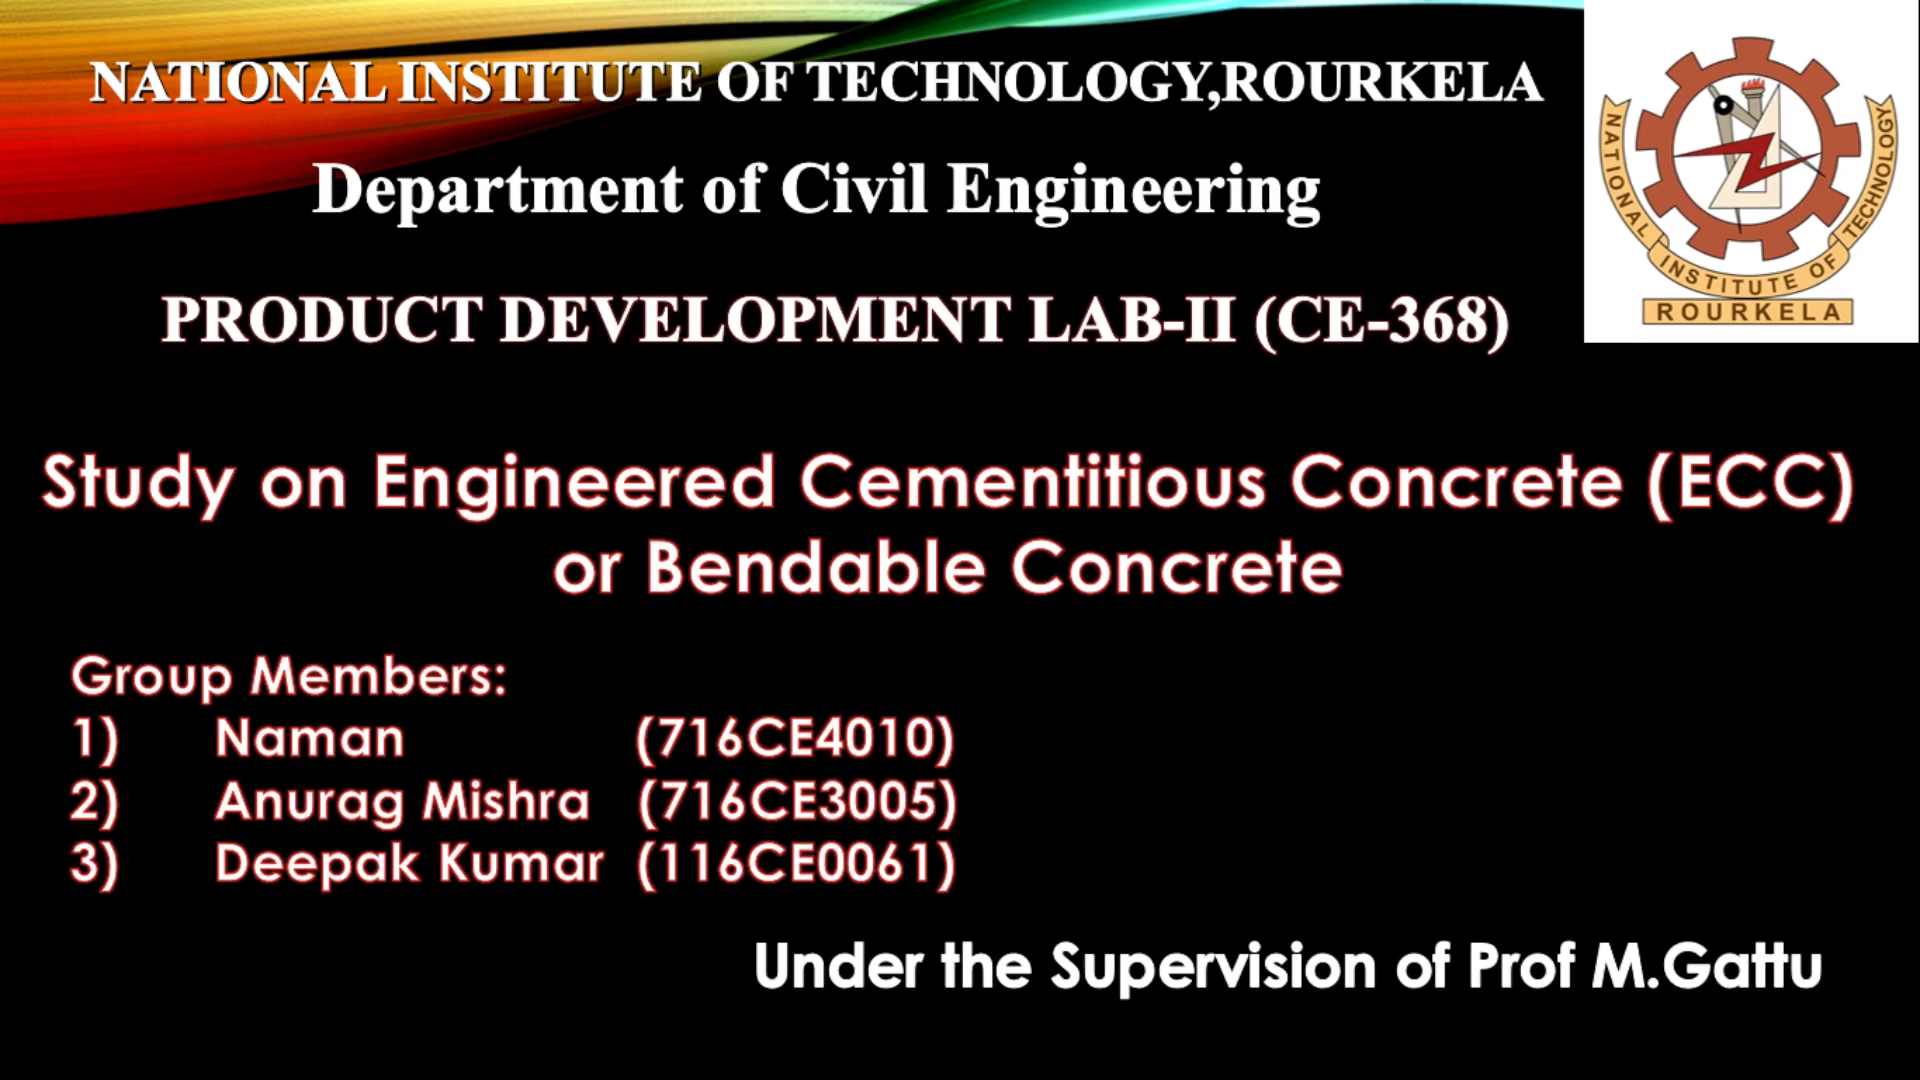 NATIONAL INSTITUTE OF TECHNOLOGY,ROURKELA
Department of Civil Engineering
PRODUCT DEVELOPMENT LAB-II (CE-368)
NATIONAL INSTITUTE OF TECHNOLOGY
ROURKELA
Study on Engineered Cementitious Concrete (ECC)
or Bendable Concrete
Group Members:
1) Naman (716CE4010)
2) Anurag Mishra (716CE3005)
3) Deepak Kumar (116CE0061)
Under the Supervision of Prof M.Gattu